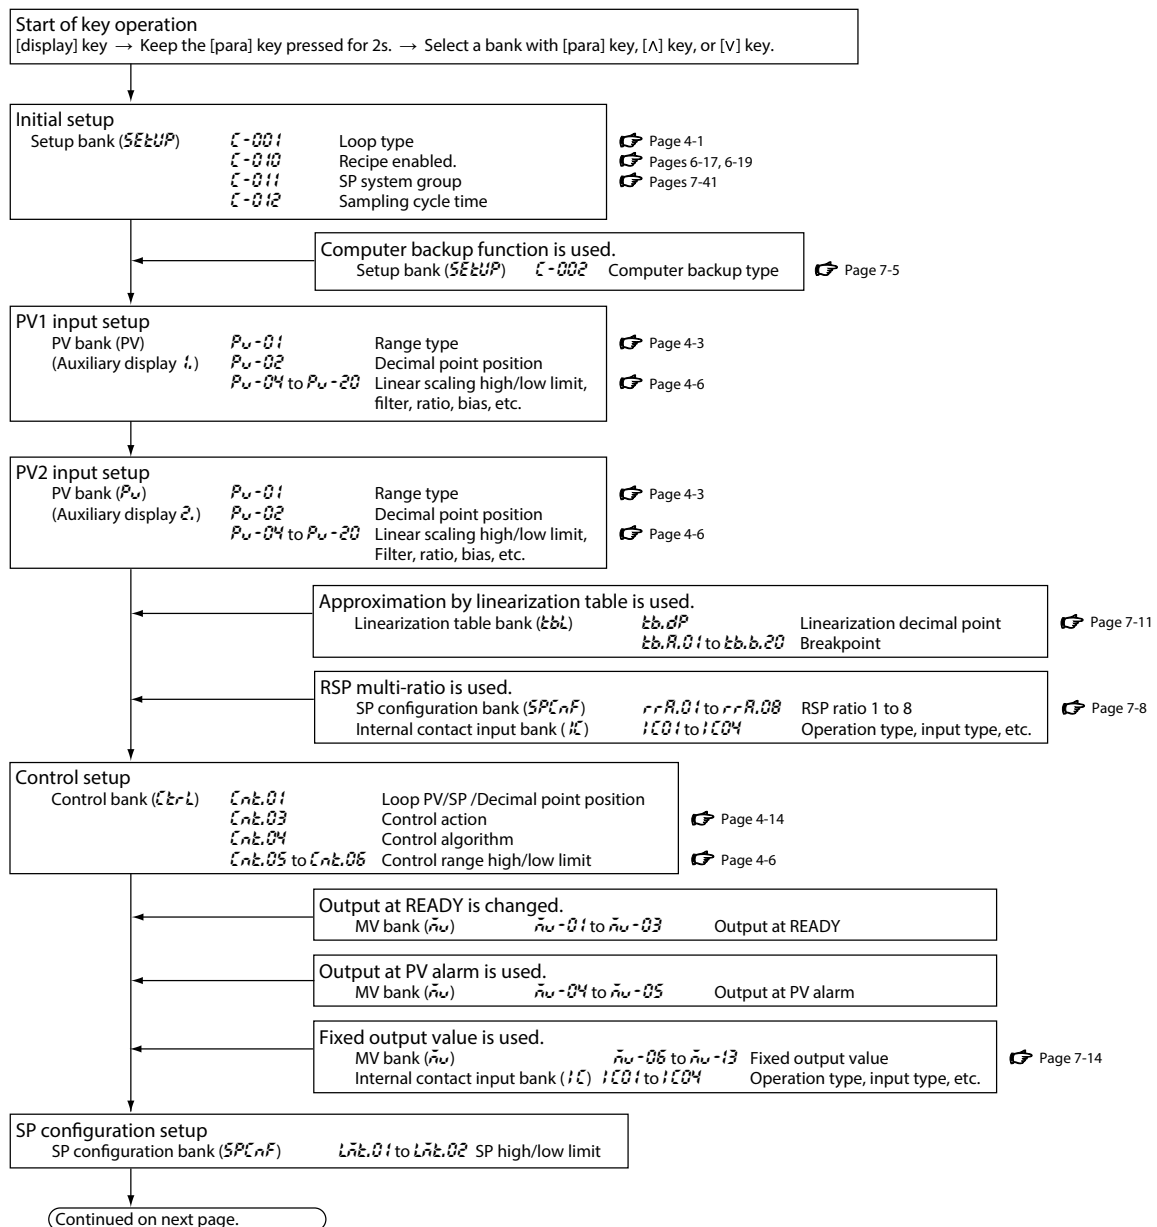 Start of key operation
[display] key → Keep the [para] key pressed for 2s. → Select a bank with [para] key, [∧] key, or [∨] key.
Initial setup
Setup bank (SEtUP) C-001 Loop type Page 4-1
C-010 Recipe enabled. Pages 6-17, 6-19
C-011 SP system group Pages 7-41
C-012 Sampling cycle time
Computer backup function is used.
Setup bank (SEtUP) C-002 Computer backup type Page 7-5
PV1 input setup
PV bank (PV) Pv-01 Range type Page 4-3
(Auxiliary display 1.) Pv-02 Decimal point position
Pv-04 to Pv-20 Linear scaling high/low limit, Page 4-6
filter, ratio, bias, etc.
PV2 input setup
PV bank (Pv) Pv-01 Range type Page 4-3
(Auxiliary display 2.) Pv-02 Decimal point position
Pv-04 to Pv-20 Linear scaling high/low limit, Page 4-6
Filter, ratio, bias, etc.
Approximation by linearization table is used.
Linearization table bank (tbL) tb.dP Linearization decimal point Page 7-11
tb.A.01 to tb.b.20 Breakpoint
RSP multi-ratio is used.
SP configuration bank (SPCnF) rrA.01 to rrA.08 RSP ratio 1 to 8 Page 7-8
Internal contact input bank (IC) IC01 to IC04 Operation type, input type, etc.
Control setup
Control bank (CtrL) Cnt.01 Loop PV/SP /Decimal point position
Cnt.03 Control action Page 4-14
Cnt.04 Control algorithm
Cnt.05 to Cnt.06 Control range high/low limit Page 4-6
Output at READY is changed.
MV bank (n̄v) n̄v-01 to n̄v-03 Output at READY
Output at PV alarm is used.
MV bank (n̄v) n̄v-04 to n̄v-05 Output at PV alarm
Fixed output value is used.
MV bank (n̄v) n̄v-06 to n̄v-13 Fixed output value Page 7-14
Internal contact input bank (IC) IC01 to IC04 Operation type, input type, etc.
SP configuration setup
SP configuration bank (SPCnF) Ln̄t.01 to Ln̄t.02 SP high/low limit
Continued on next page.